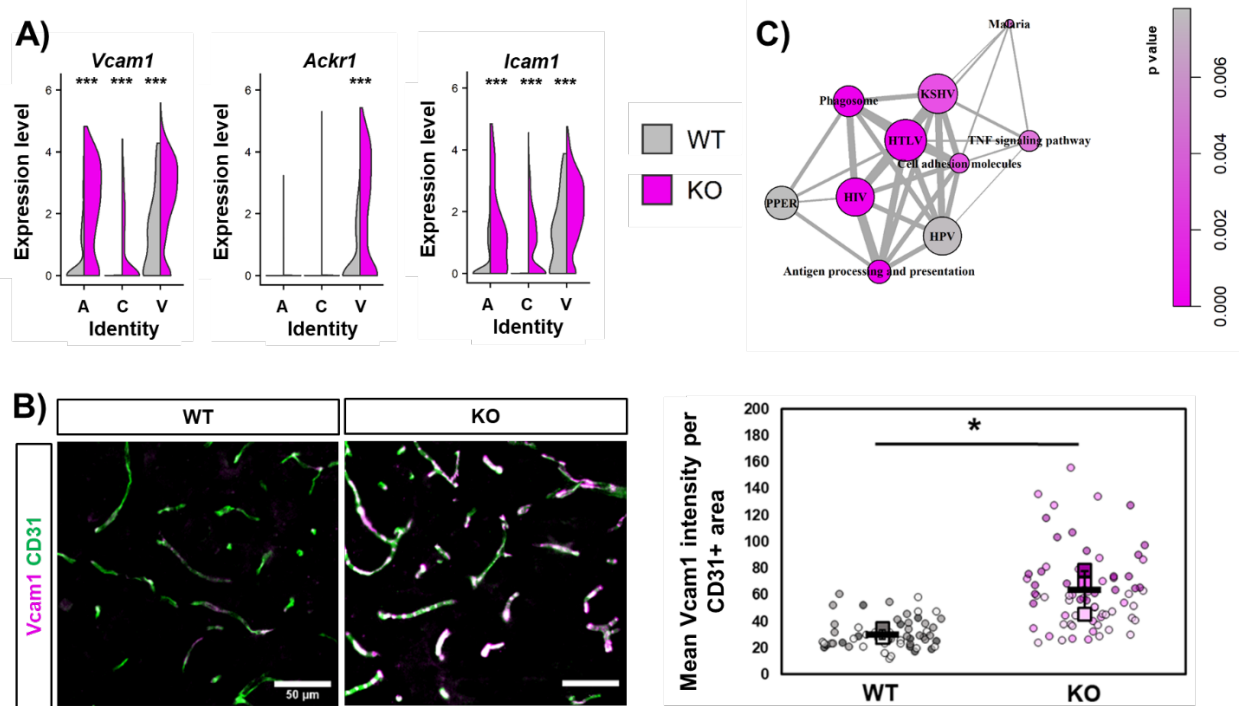 A)
Vcam1
Ackr1
Icam1
*** *** ***
***
*** *** ***
Expression level
6
4
2
0
A C V
Identity
Expression level
6
4
2
0
A C V
Identity
Expression level
6
4
2
0
A C V
Identity
WT
KO
C)
Malaria
KSHV
Phagosome
HTLV
TNF signaling pathway
Cell adhesion molecules
HIV
PPER
HPV
Antigen processing and presentation
p value
0.006
0.004
0.002
0.000
B)
WT
KO
Vcam1 CD31
50 µm
Mean Vcam1 intensity per
CD31+ area
200
180
160
140
120
100
80
60
40
20
0
*
WT
KO